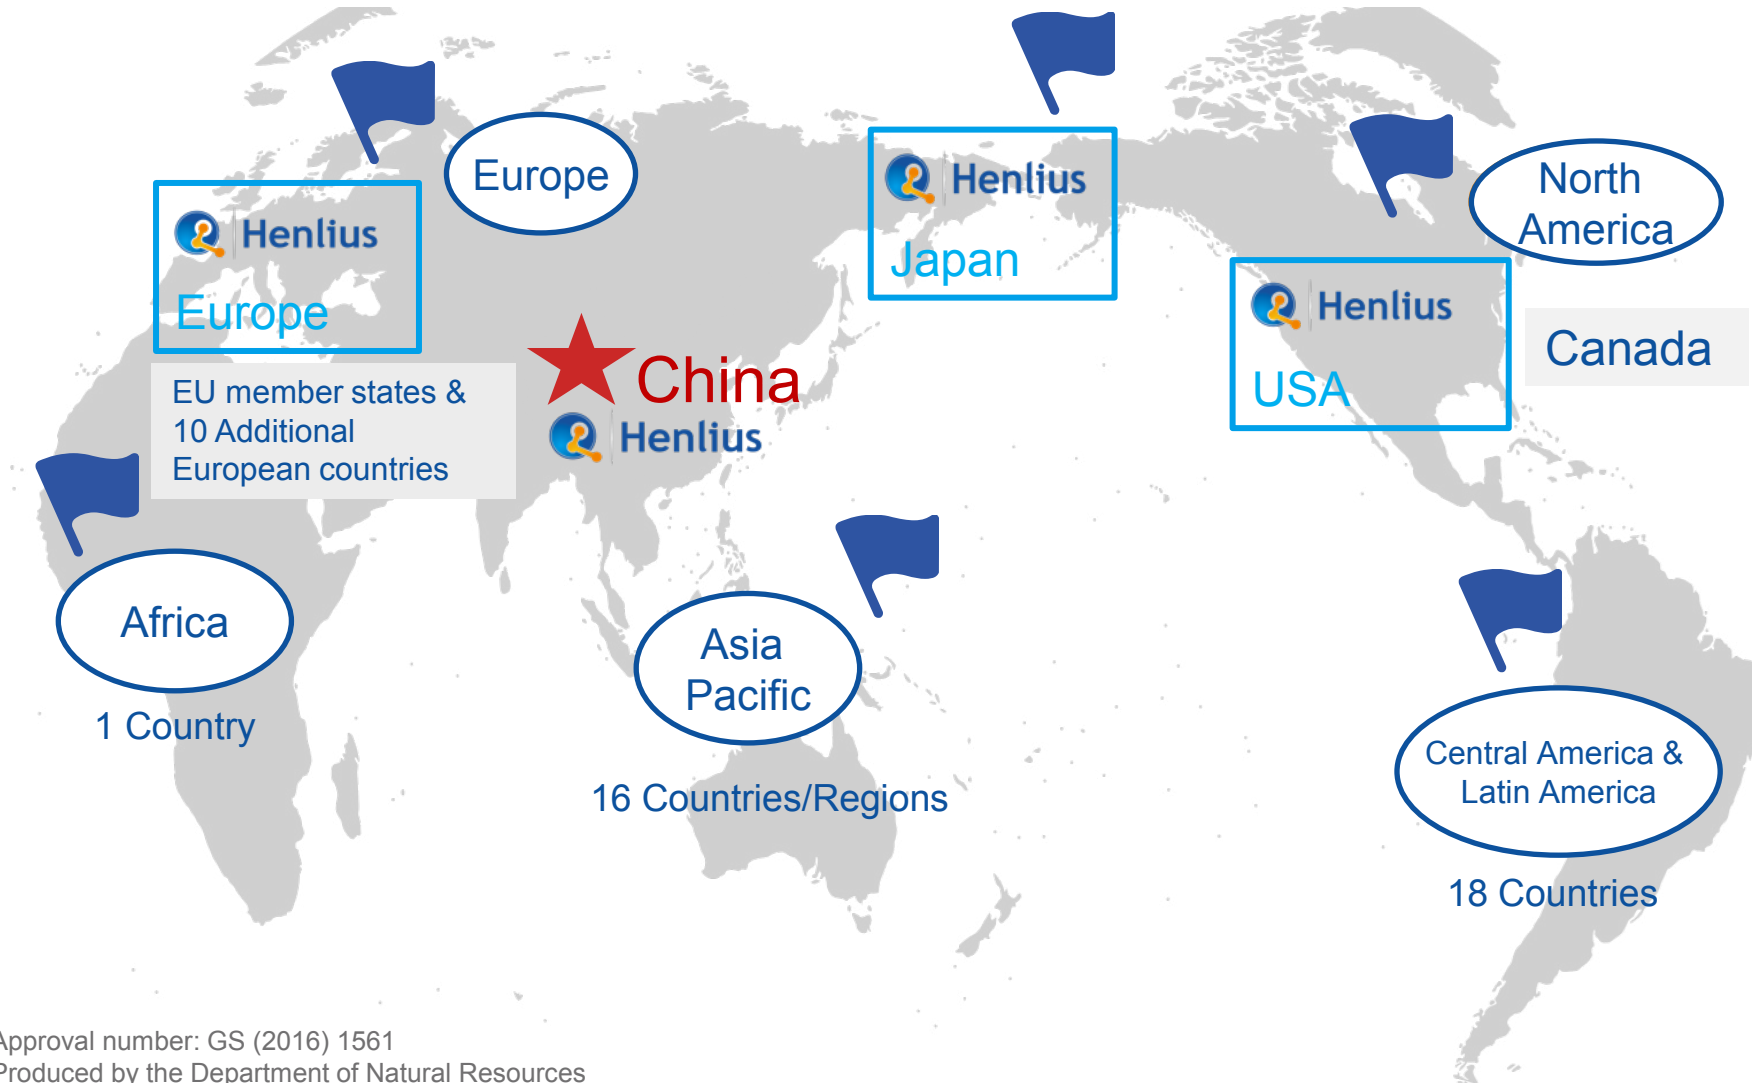 Europe
Henlius
Europe
EU member states &
10 Additional
European countries
China
Henlius
Henlius
Japan
North
America
Henlius
USA
Canada
Africa
1 Country
Asia
Pacific
16 Countries/Regions
Central America &
Latin America
18 Countries
Approval number: GS (2016) 1561
Produced by the Department of Natural Resources